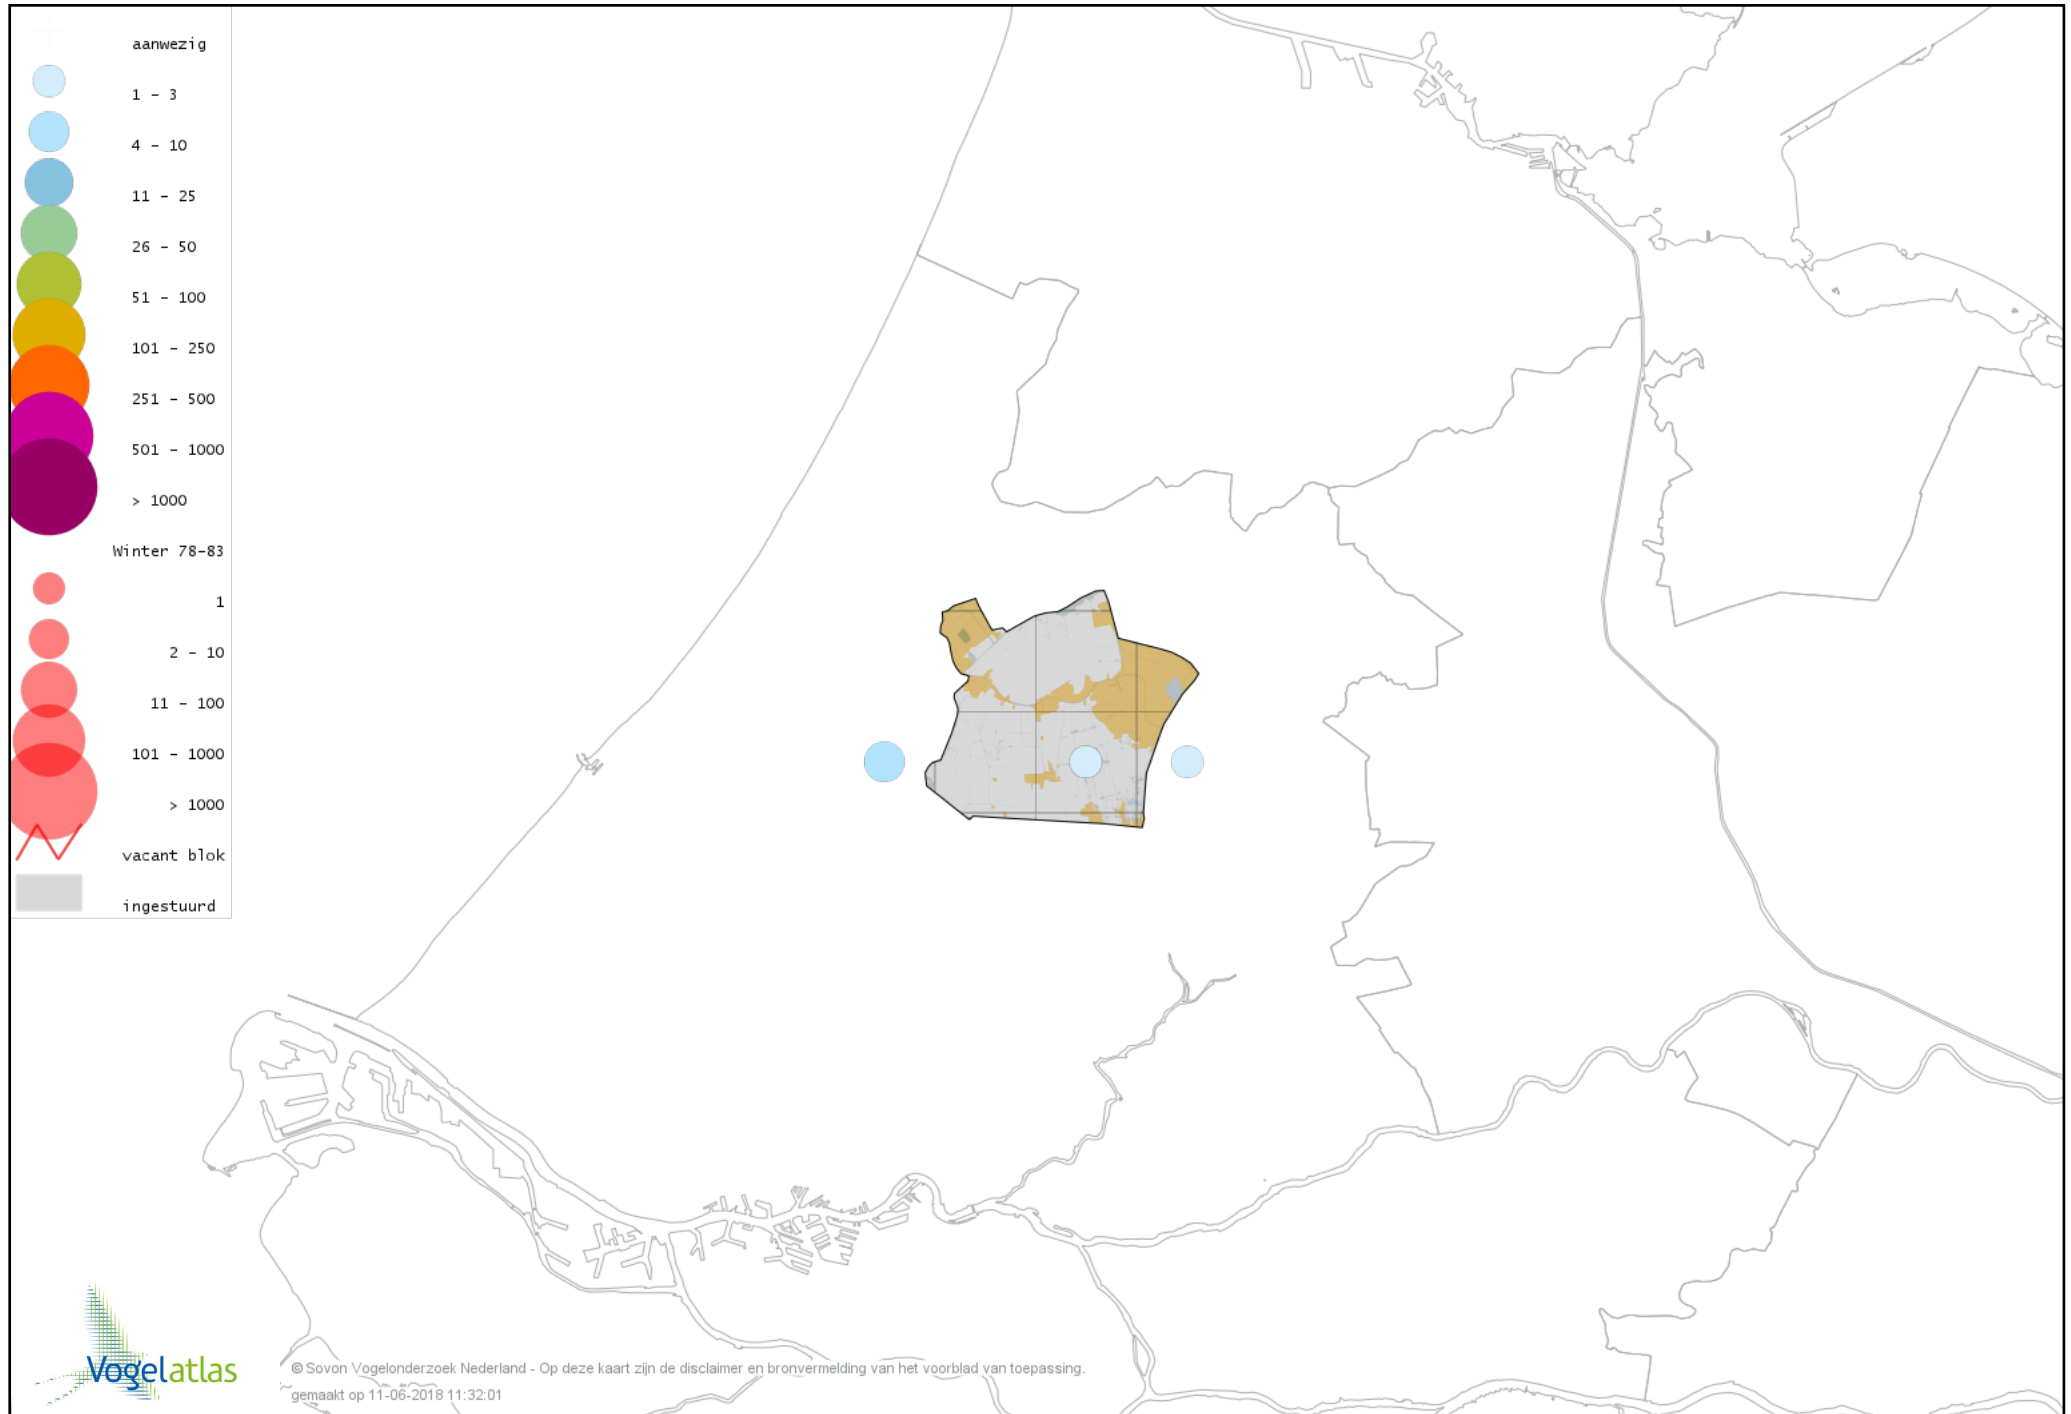 aanwezig
1 - 3
4 - 10
11 - 25
26 - 50
51 - 100
101 - 250
251 - 500
501 - 1000
> 1000
Winter 78-83
1
2 - 10
11 - 100
101 - 1000
> 1000
vacant blok
ingestuurd
Vogelatlas
© Sovon Vogelonderzoek Nederland - Op deze kaart zijn de disclaimer en bronvermelding van het voorblad van toepassing.
gemaakt op 11-06-2018 11:32:01